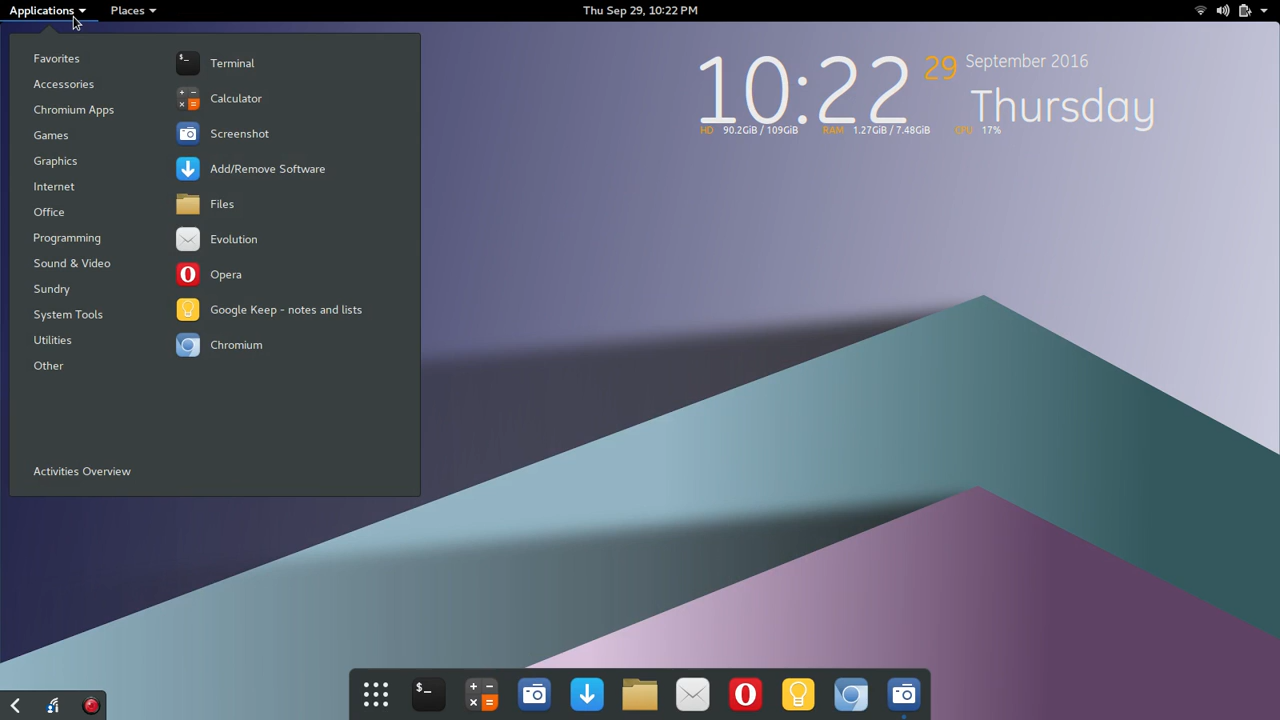 Applications
Places
Thu Sep 29, 10:22 PM
Favorites
Accessories
Chromium Apps
Games
Graphics
Internet
Office
Programming
Sound & Video
Sundry
System Tools
Utilities
Other
Activities Overview
Terminal
Calculator
Screenshot
Add/Remove Software
Files
Evolution
Opera
Google Keep - notes and lists
Chromium
10:22
29
September 2016
Thursday
HD 90.2GiB / 109GiB RAM 1.27GiB / 7.48GiB CPU 17%